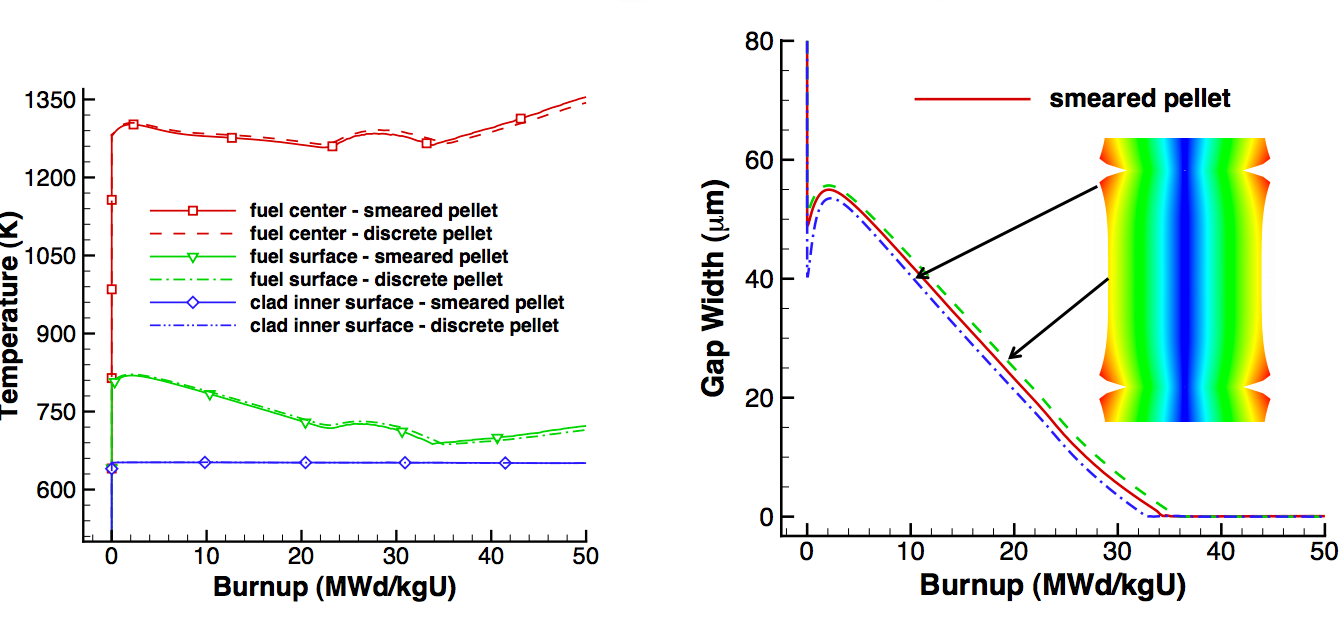 1350
1200
1050
900
750
600
Temperature (K)
fuel center - smeared pellet
fuel center - discrete pellet
fuel surface - smeared pellet
fuel surface - discrete pellet
clad inner surface - smeared pellet
clad inner surface - discrete pellet
0 10 20 30 40 50
Burnup (MWd/kgU)
80
60
40
20
0
Gap Width (μm)
smeared pellet
0 10 20 30 40 50
Burnup (MWd/kgU)